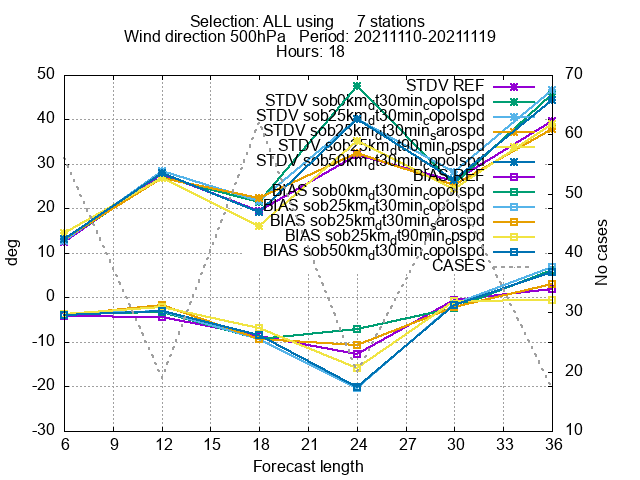 Selection: ALL using 7 stations
Wind direction 500hPa Period: 20211110-20211119
Hours: 18
50 70
STDV REF
STDV sob0km_dt30min_copolspd
STDV sob25km_dt30min_copolspd
40
STDV sob25km_dt30min_sarospd
60
STDV sob25km_dt90min_cpspd
30
STDV sob50km_dt30min_copolspd
BIAS REF
50
BIAS sob0km_dt30min_copolspd
20
BIAS sob25km_dt30min_copolspd
BIAS sob25km_dt30min_sarospd
BIAS sob25km_dt90min_cpspd
10
BIAS sob50km_dt30min_copolspd
40
CASES
deg
No cases
0
30
-10
20
-20
-30 10
6 9 12 15 18 21 24 27 30 33 36
Forecast length